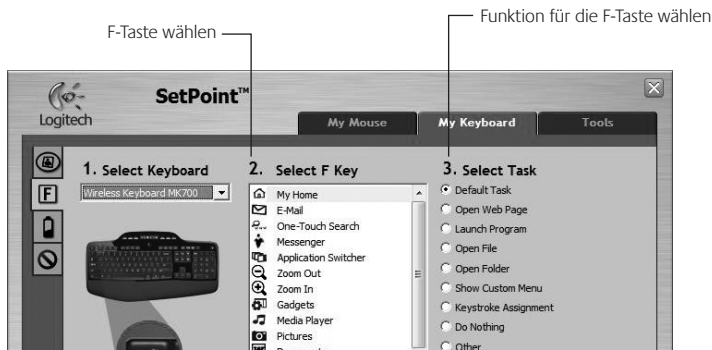 F-Taste wählen
Funktion für die F-Taste wählen
Logitech
SetPoint™
My Mouse
My Keyboard
Tools
1. Select Keyboard
Wireless Keyboard MK700
2. Select F Key
My Home
E-Mail
One-Touch Search
Messenger
Application Switcher
Zoom Out
Zoom In
Gadgets
Media Player
Pictures
3. Select Task
Default Task
Open Web Page
Launch Program
Open File
Open Folder
Show Custom Menu
Keystroke Assignment
Do Nothing
Other